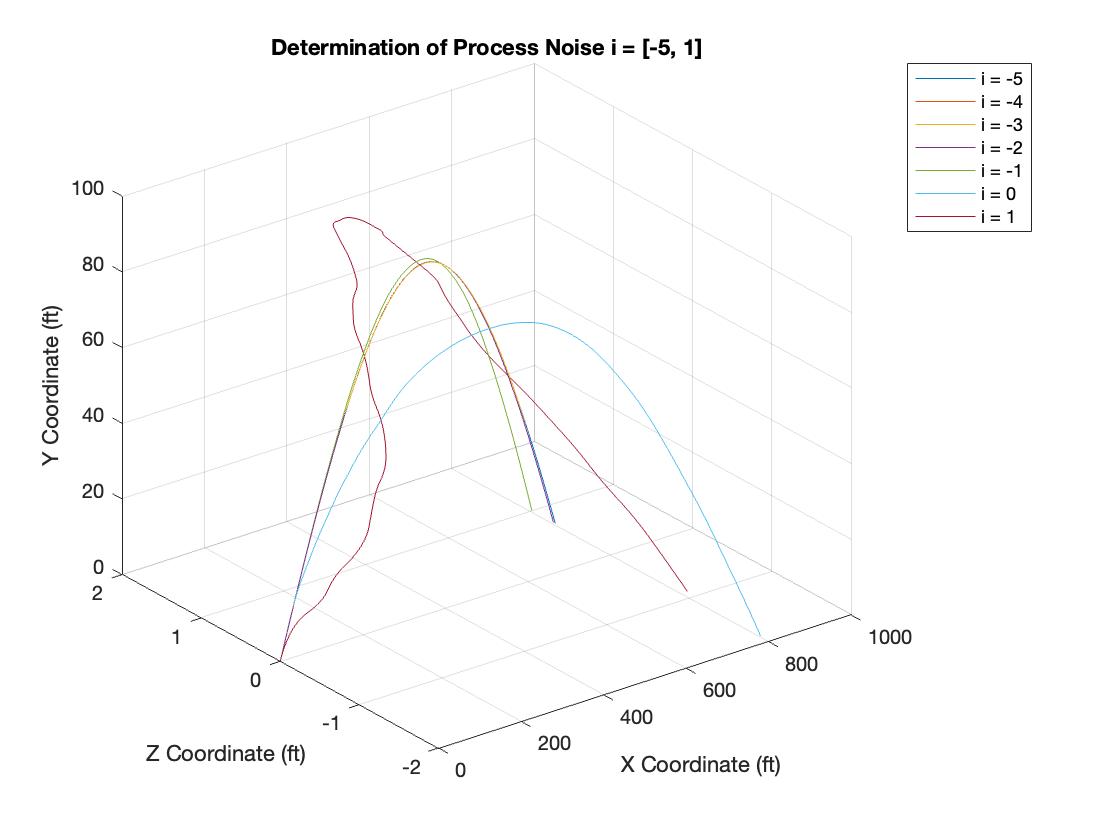 Determination of Process Noise i = [-5, 1]
i = -5
i = -4
i = -3
i = -2
i = -1
i = 0
i = 1
100
80
60
40
20
0
Y Coordinate (ft)
2
1
0
-1
-2
Z Coordinate (ft)
0
200
400
600
800
1000
X Coordinate (ft)